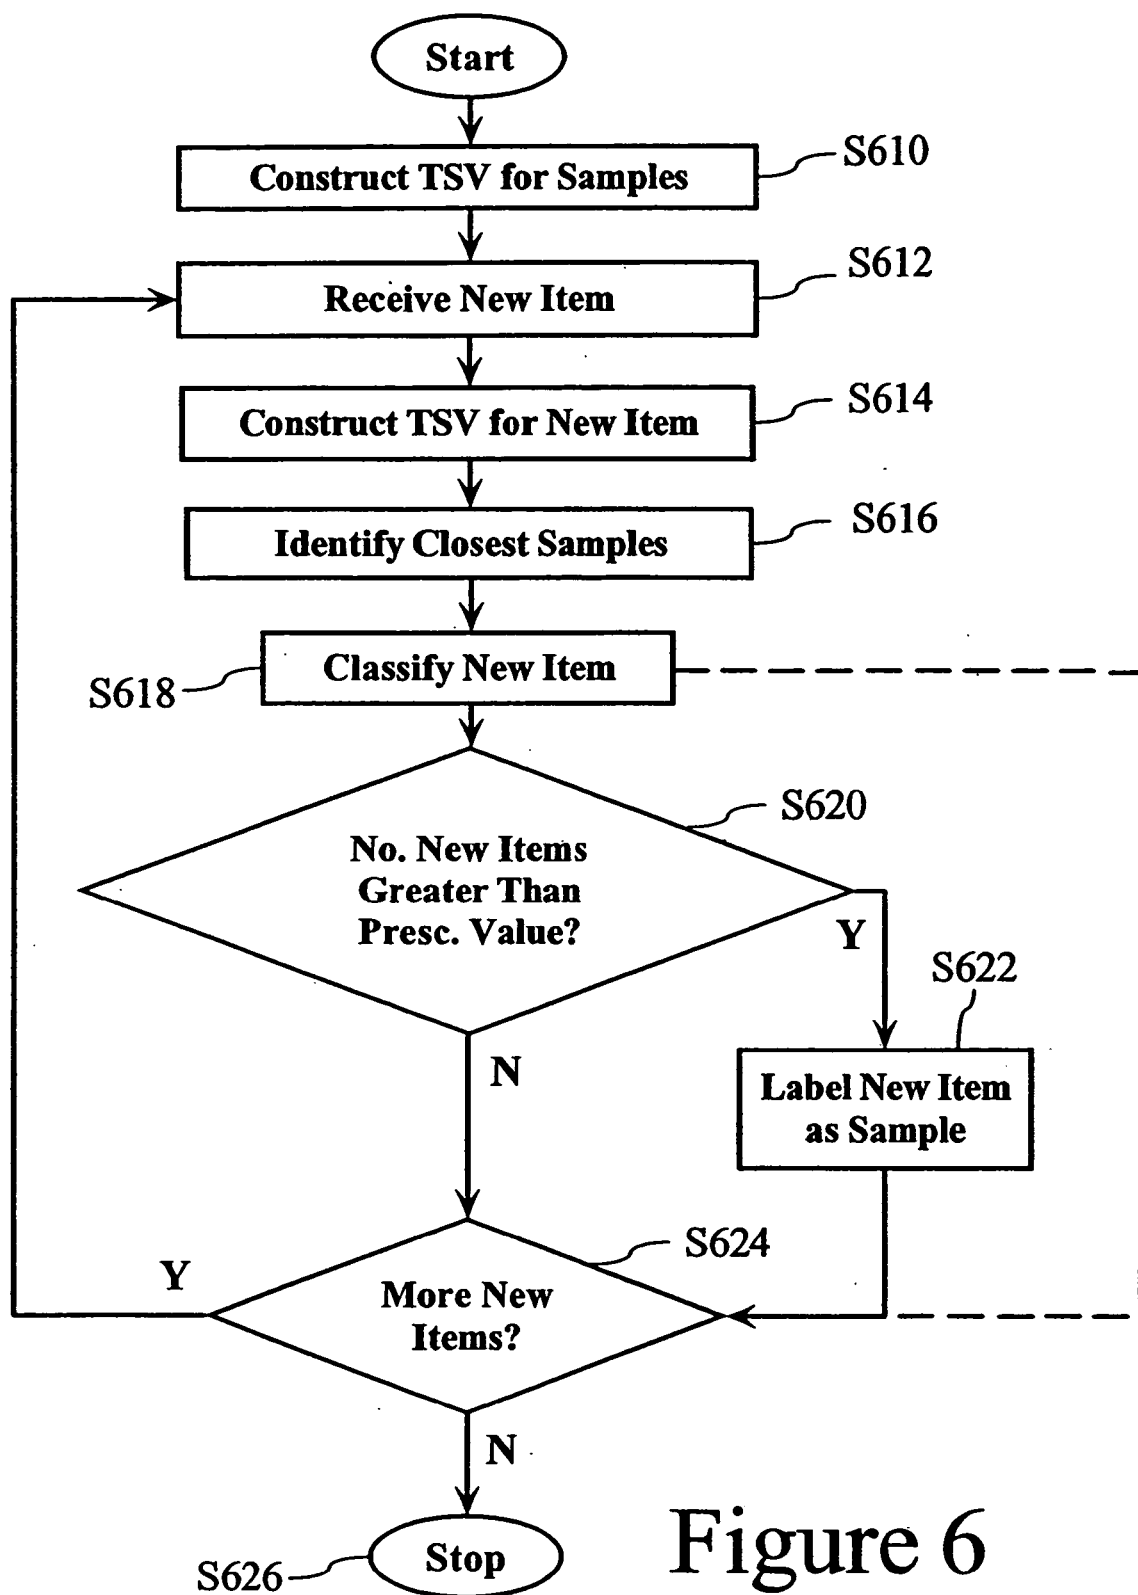 Start
Construct TSV for Samples
S610
Receive New Item
S612
Construct TSV for New Item
S614
Identify Closest Samples
S616
Classify New Item
S618
No. New Items
Greater Than
Presc. Value?
S620
Y
N
S622
Label New Item
as Sample
More New
Items?
S624
Y
N
Stop
S626
Figure 6